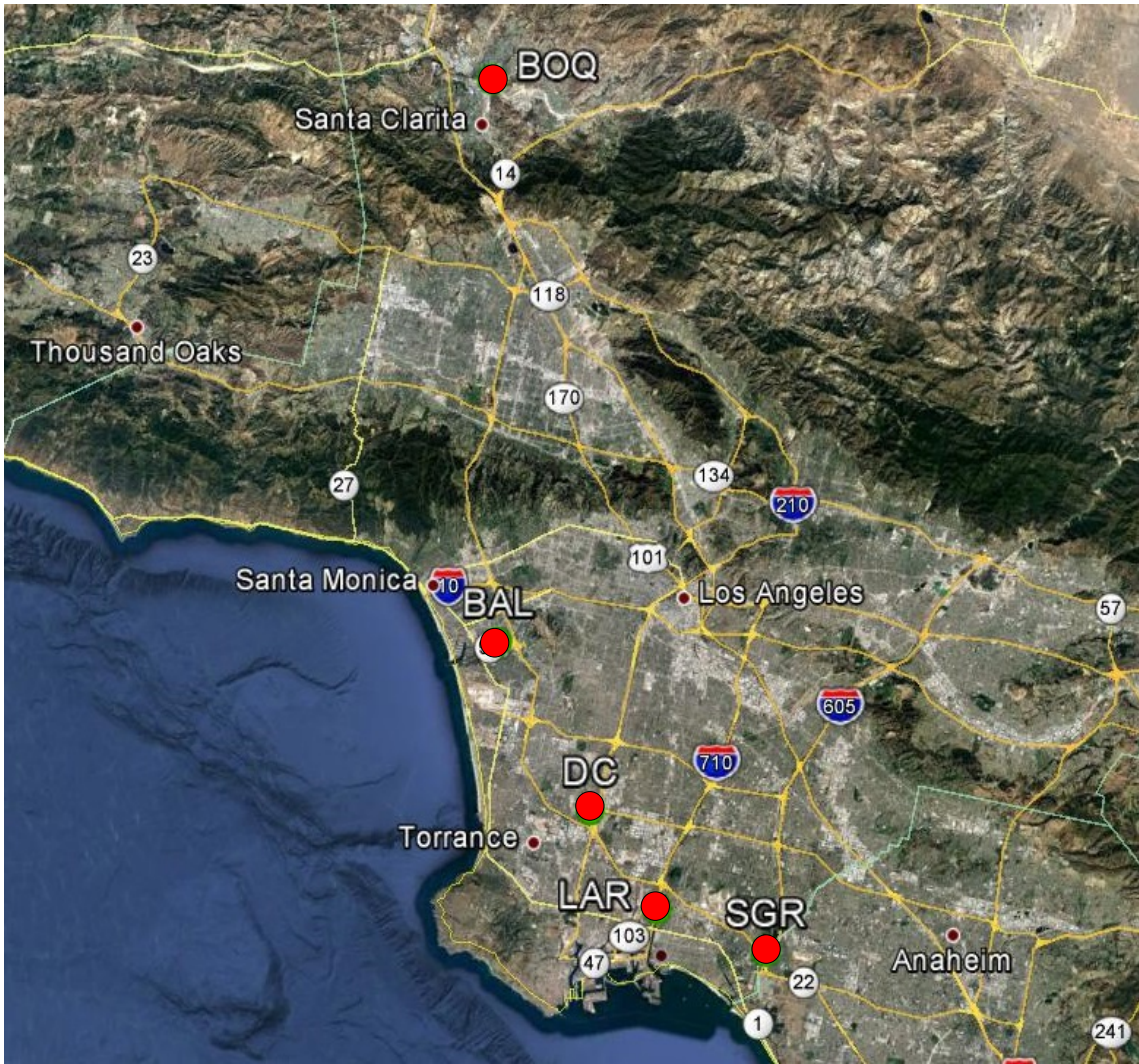 BOQ
Santa Clarita
14
23
118
Thousand Oaks
170
134
27
210
101
Santa Monica
10
BAL
Los Angeles
57
605
710
DC
Torrance
LAR
SGR
103
Anaheim
47
22
1
241